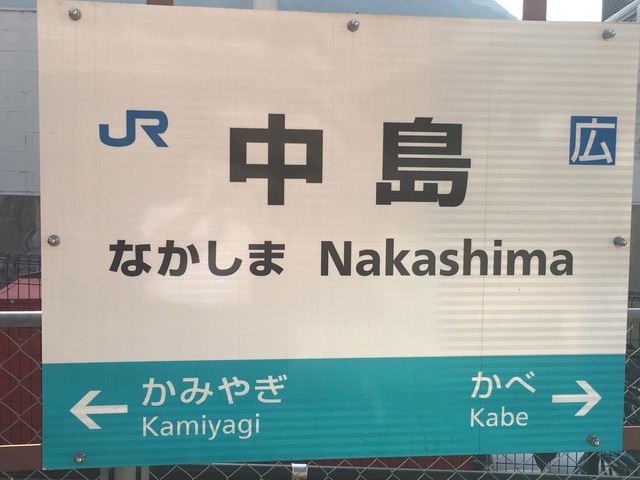 JR 中島 広
なかしま Nakashima
← かみやぎ かべ →
Kamiyagi Kabe